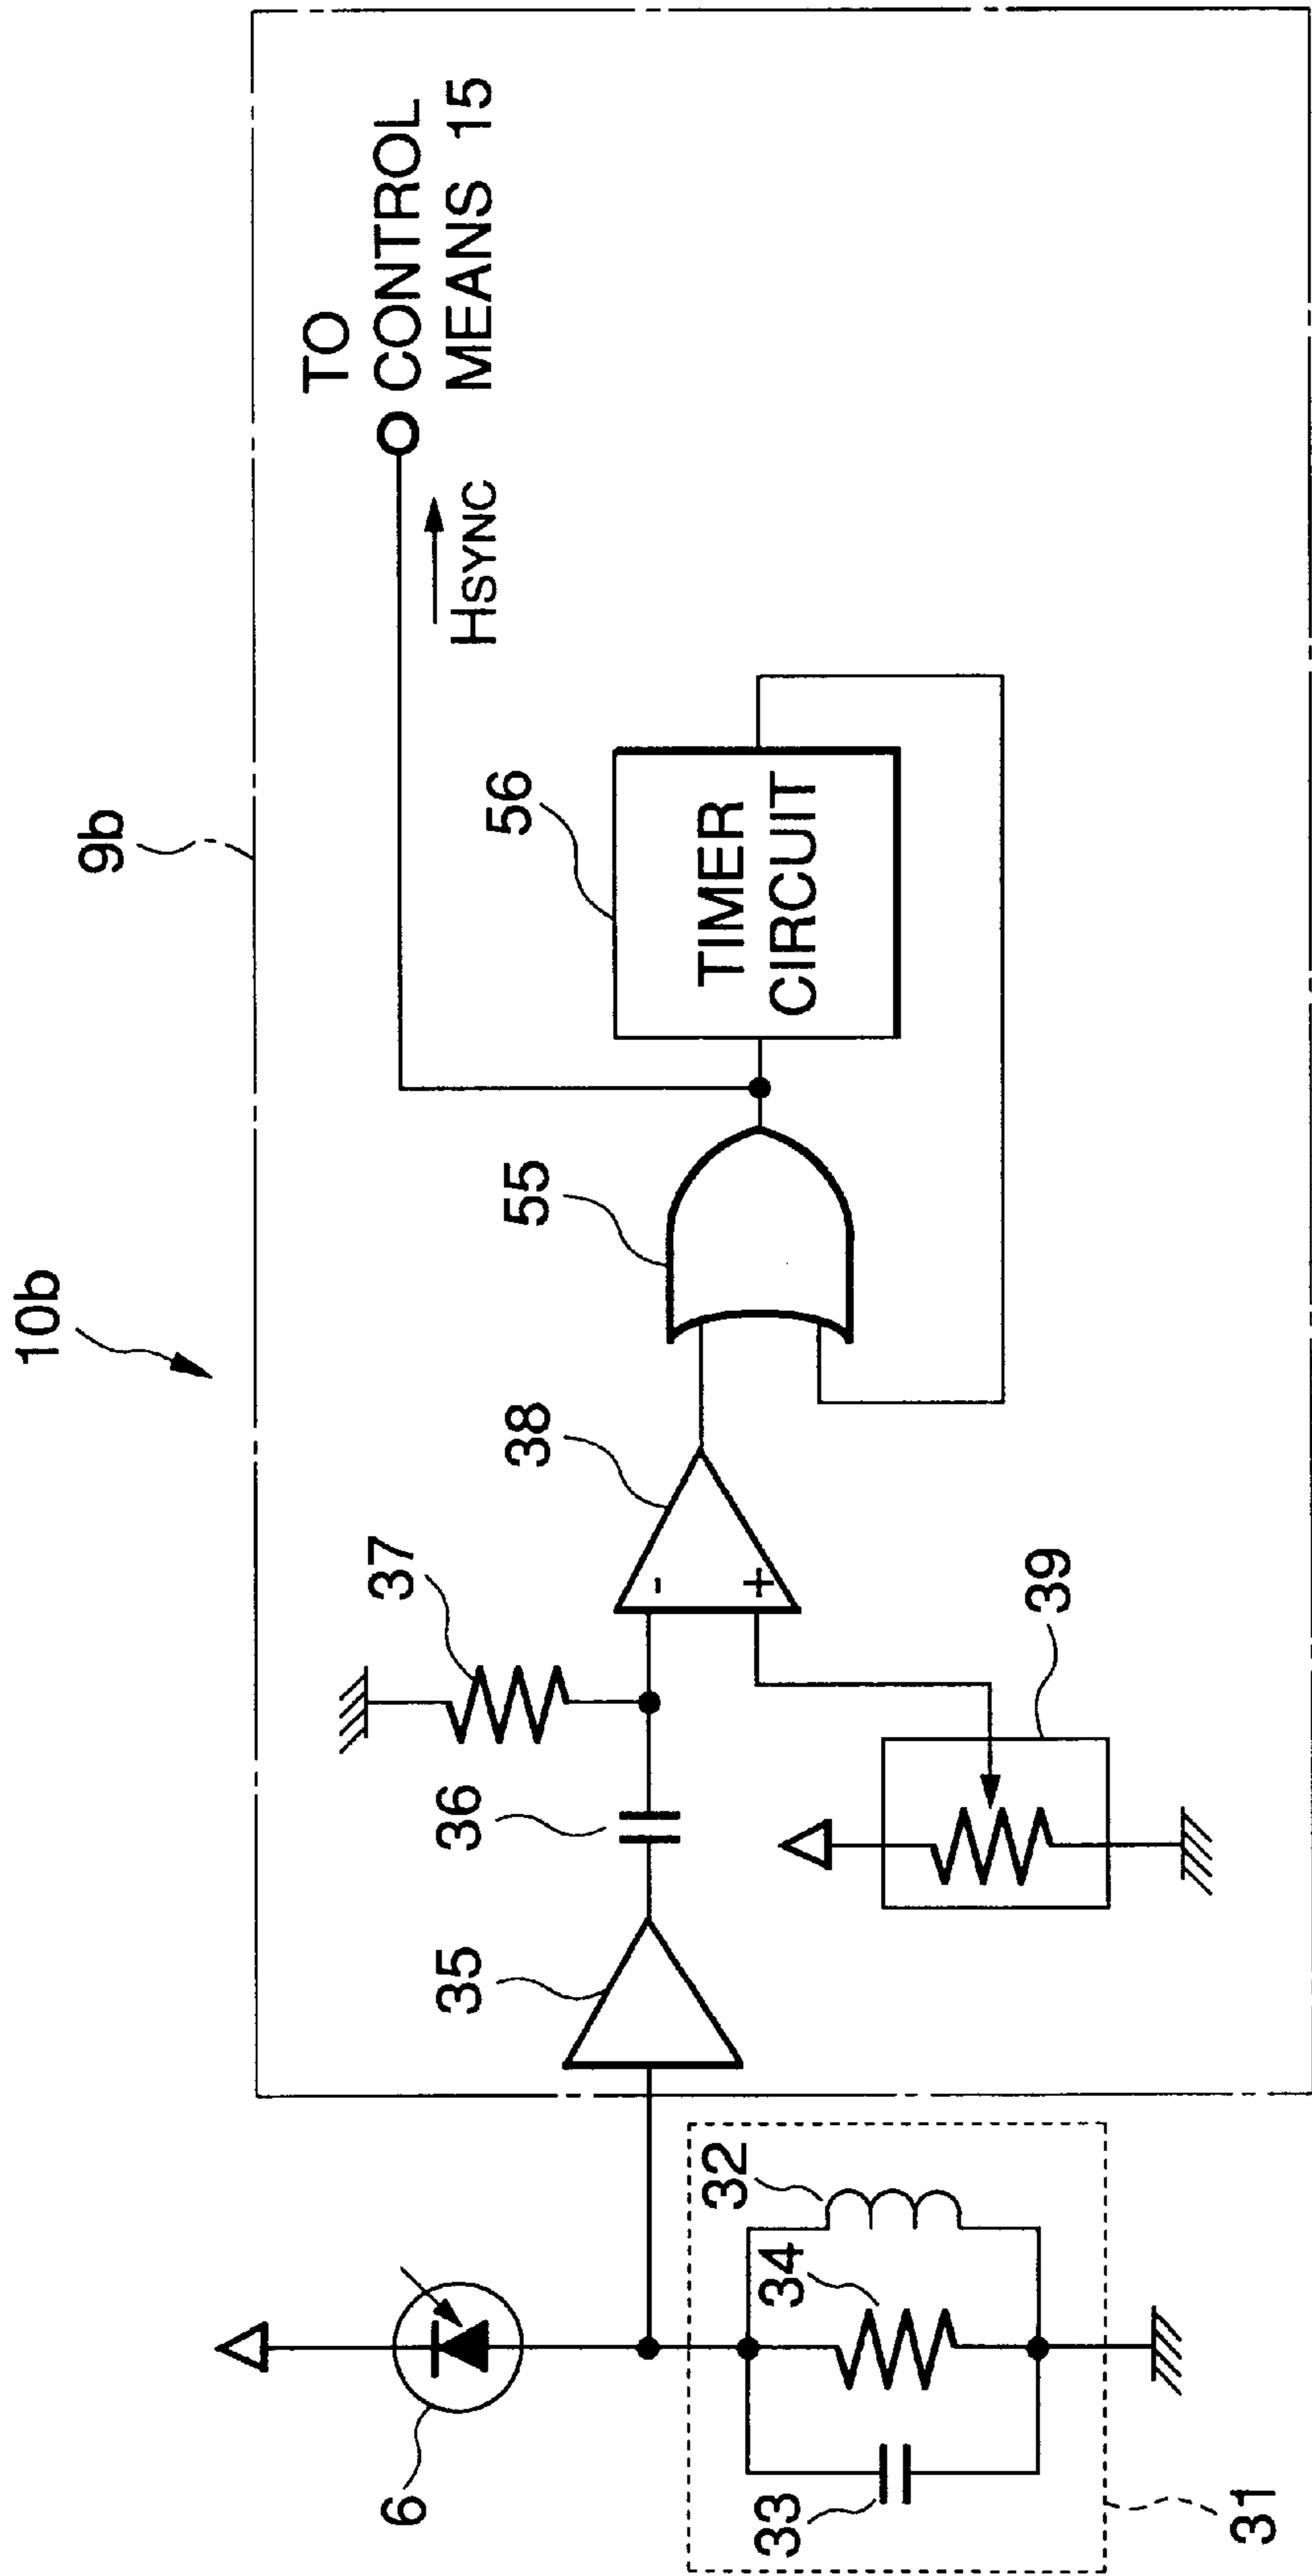 10b
9b
TO
CONTROL
MEANS 15
HSYNC
6
35
36
37
38
-
+
55
56
TIMER
CIRCUIT
39
33
34
32
31